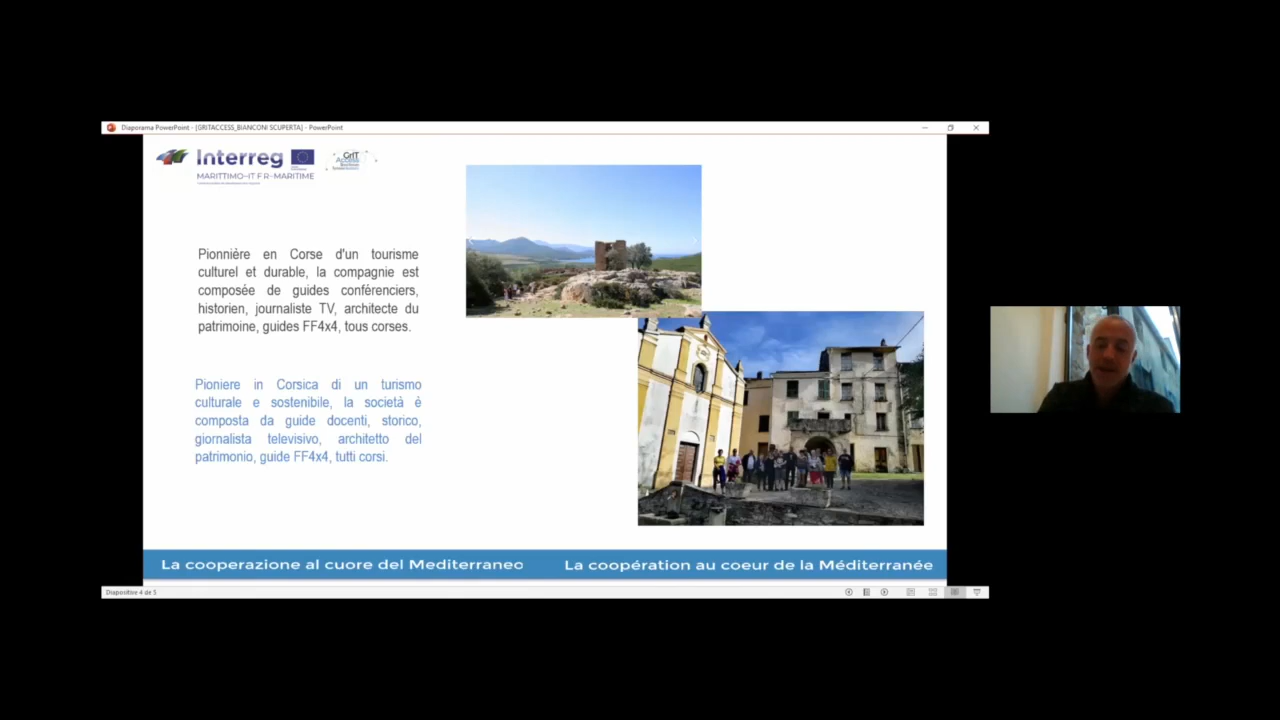 Diaporama PowerPoint - [GRITACCESS_BIANCONI SCUPERTA] - PowerPoint
Interreg
MARITTIMO-IT FR-MARITIME
GrIT
Access
Pionnière en Corse d'un tourisme
culturel et durable, la compagnie est
composée de guides conférenciers,
historien, journaliste TV, architecte du
patrimoine, guides FF4x4, tous corses.
Pioniere in Corsica di un turismo
culturale e sostenibile, la società é
composta da guide docenti, storico,
giornalista televisivo, architetto del
patrimonio, guide FF4x4, tutti corsi.
La cooperazione al cuore del Mediterraneo
La coopération au coeur de la Méditerranée
Diapositive 4 de 5